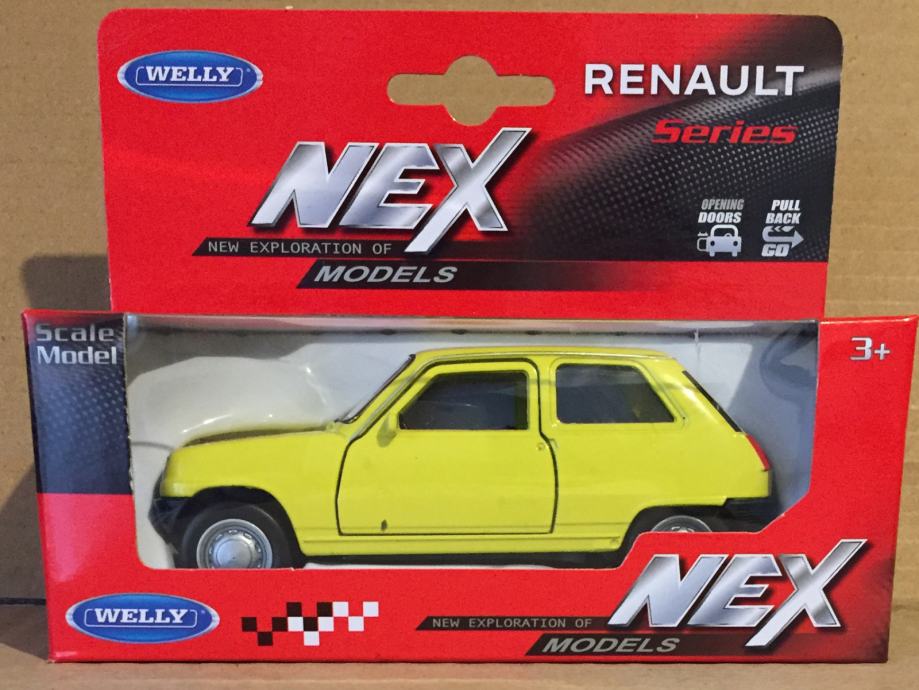 WELLY
RENAULT
Series
NEX
NEW EXPLORATION OF
MODELS
OPENING
DOORS
PULL
BACK
GO
Scale
Model
3+
WELLY
NEX
NEW EXPLORATION OF
MODELS